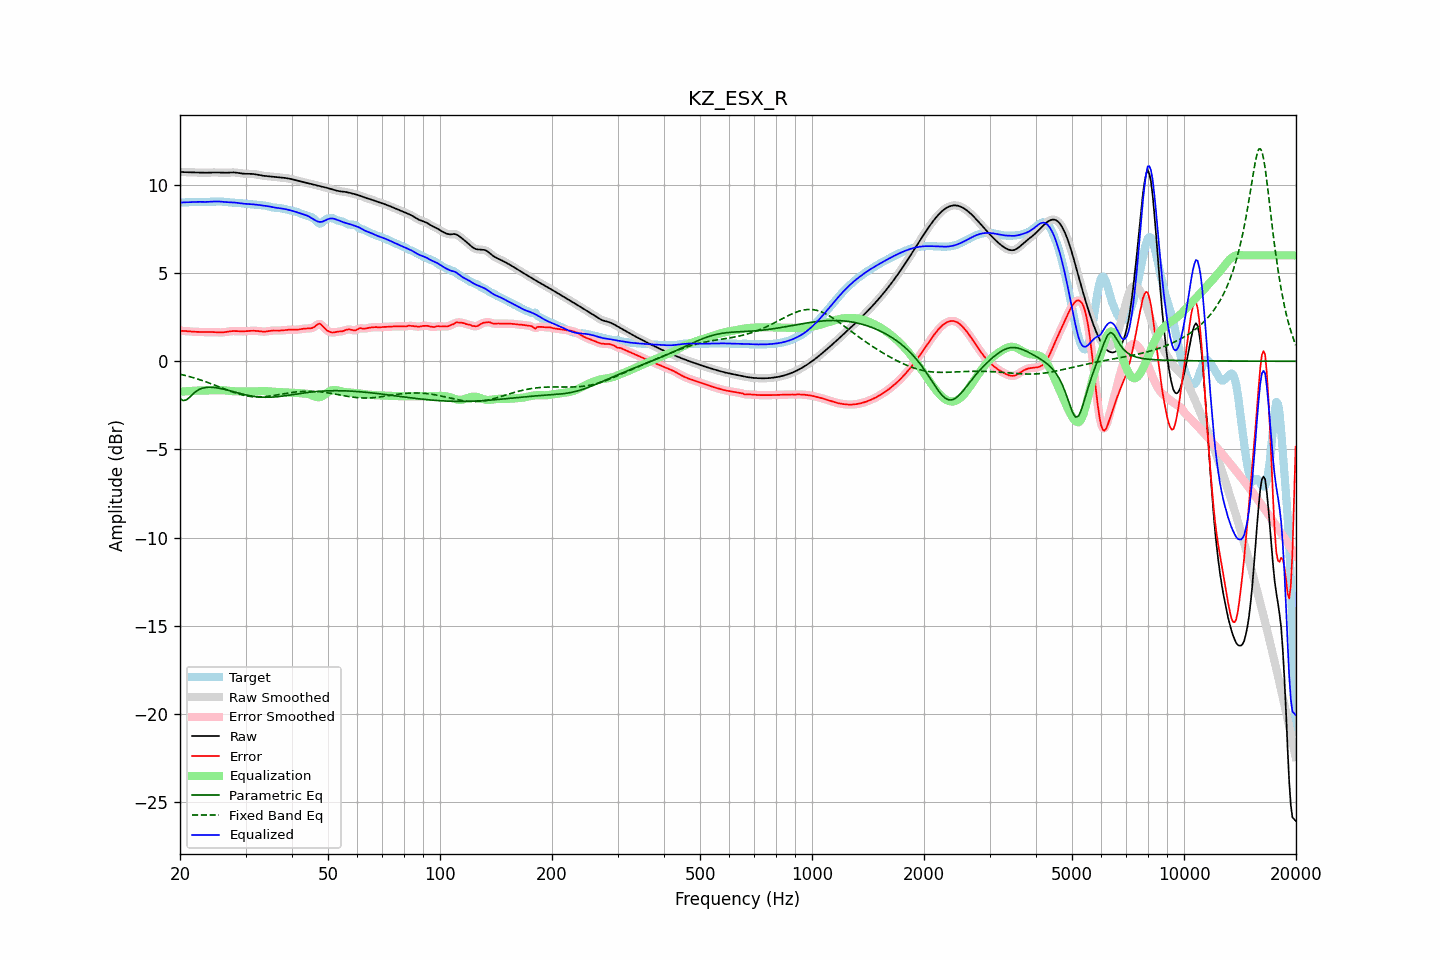 KZ_ESX_R
Amplitude (dBr)
10
5
0
−5
−10
−15
−20
−25
Target
Raw Smoothed
Error Smoothed
Raw
Error
Equalization
Parametric Eq
Fixed Band Eq
Equalized
20 50 100 200 500 1000 2000 5000 10000 20000
Frequency (Hz)